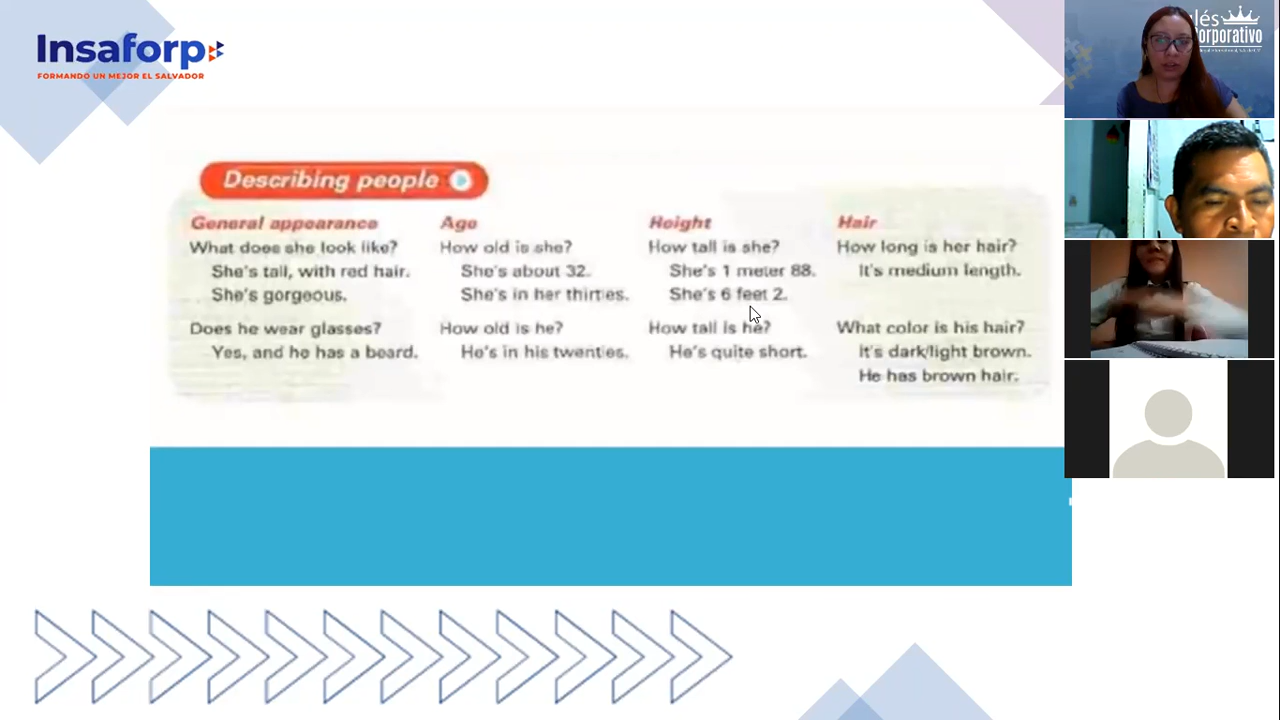 Insaforp
FORMANDO UN MEJOR EL SALVADOR
Describing people
General appearance
What does she look like?
She's tall, with red hair.
She's gorgeous.
Does he wear glasses?
Yes, and he has a beard.
Age
How old is she?
She's about 32.
She's in her thirties.
How old is he?
He's in his twenties.
Height
How tall is she?
She's 1 meter 88.
She's 6 feet 2.
How tall is he?
He's quite short.
Hair
How long is her hair?
It's medium length.
What color is his hair?
It's dark/light brown.
He has brown hair.
lés
orporativo